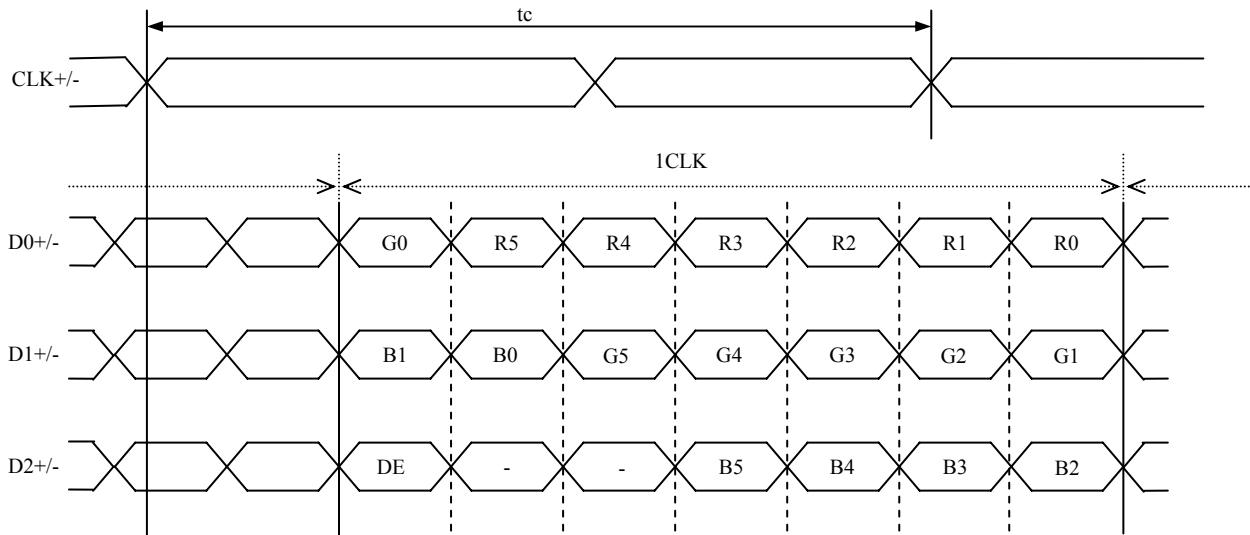 tc
CLK+/-
1CLK
D0+/- G0 R5 R4 R3 R2 R1 R0
D1+/- B1 B0 G5 G4 G3 G2 G1
D2+/- DE - - B5 B4 B3 B2